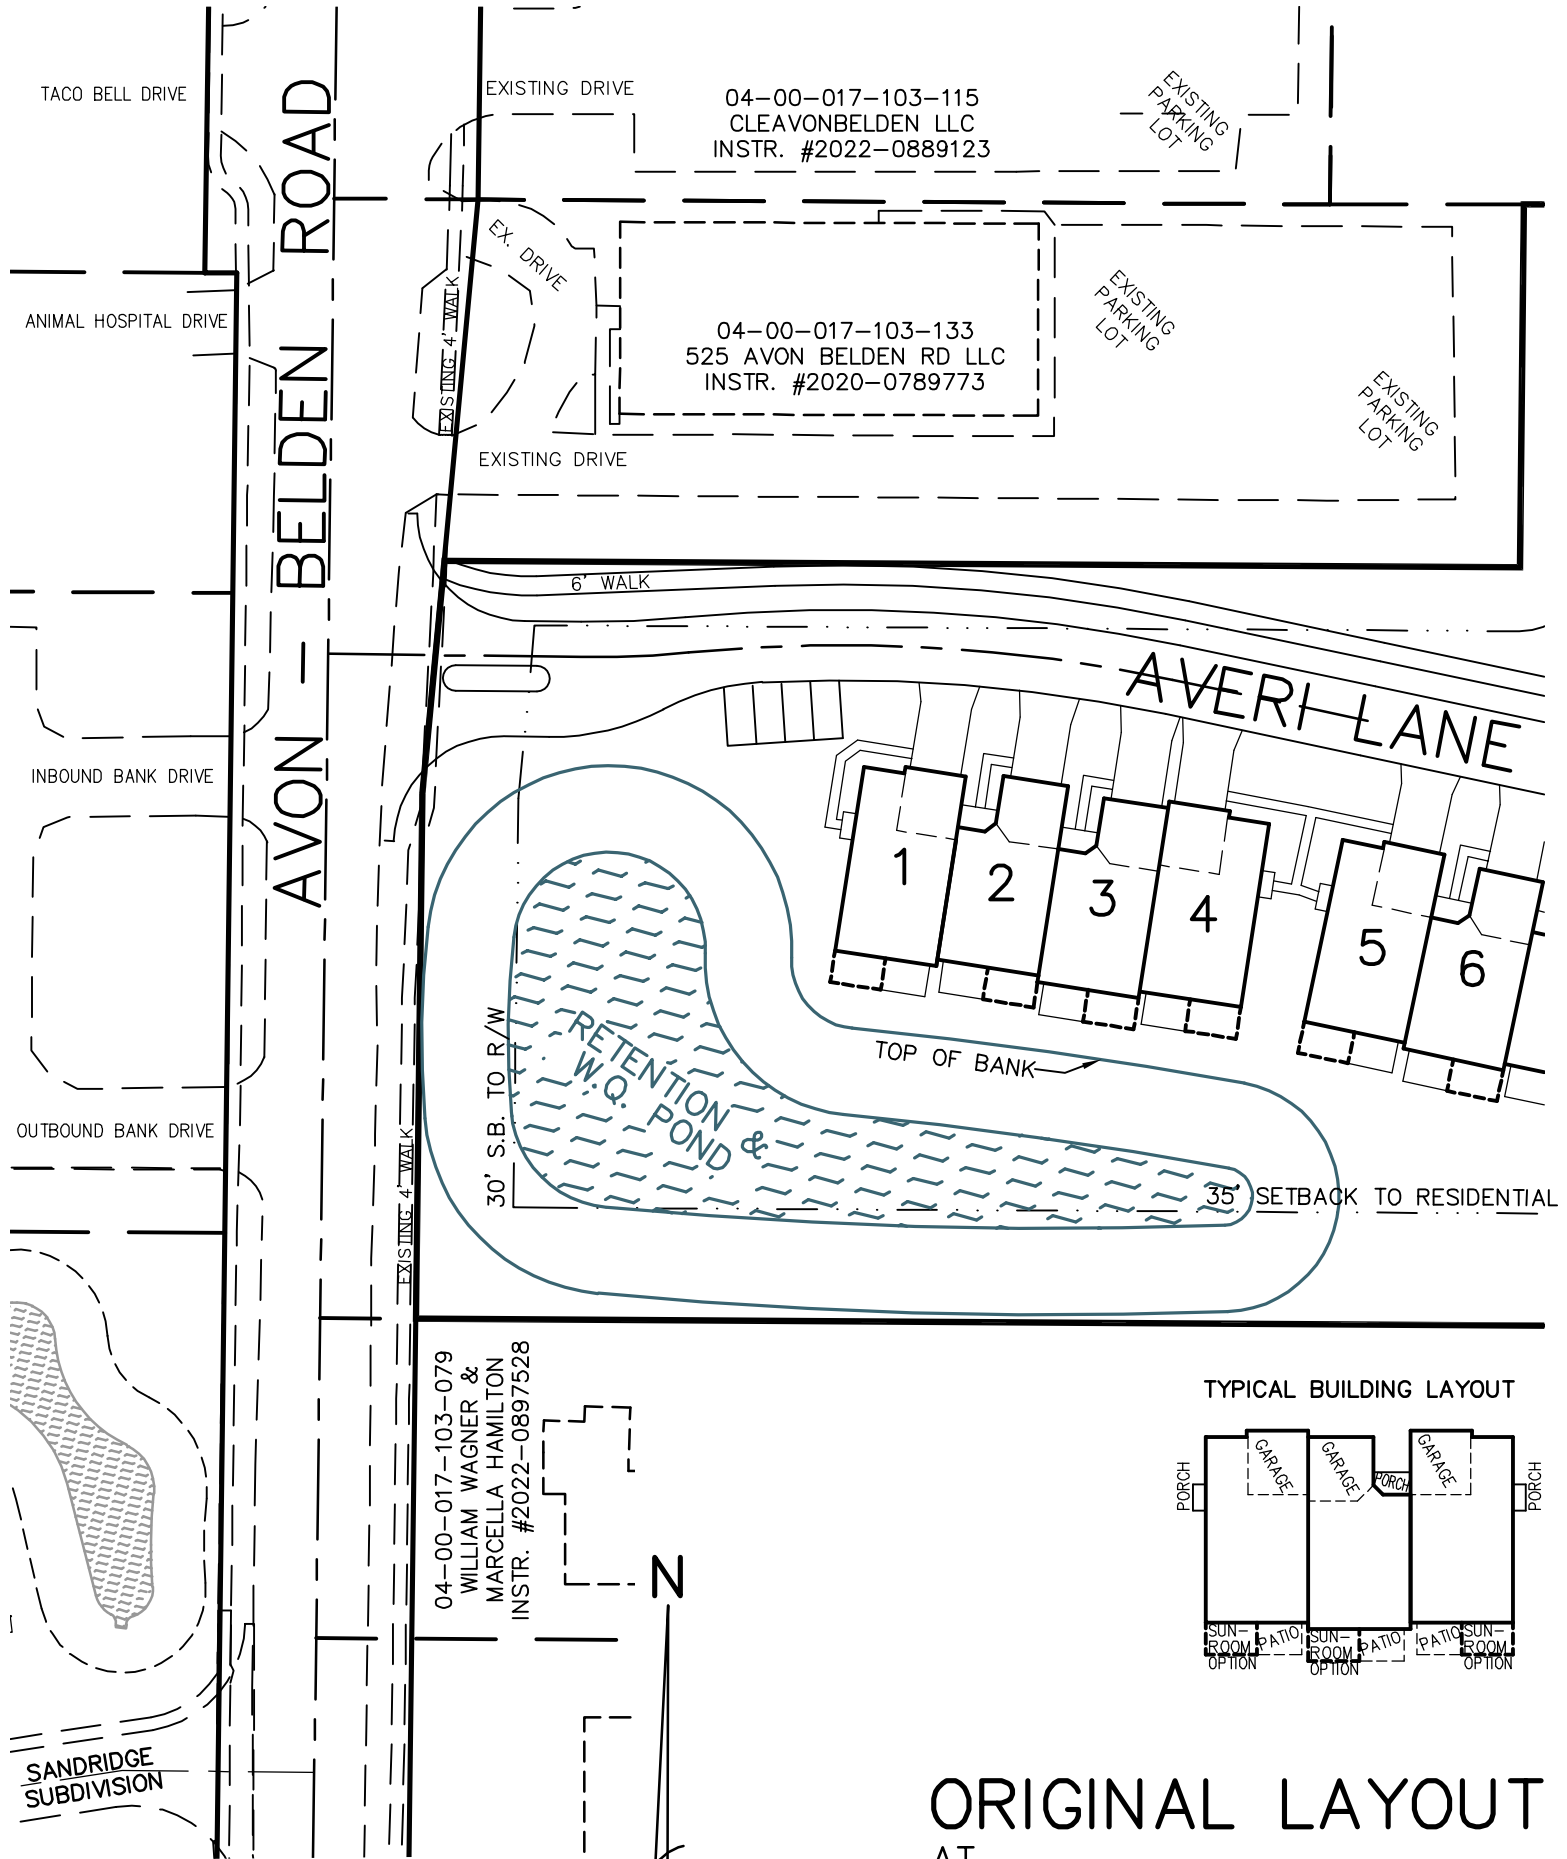 TACO BELL DRIVE
EXISTING DRIVE
04-00-017-103-115
CLEAVONBELDEN LLC
INSTR. #2022-0889123
EXISTING
PARKING
LOT
AVON - BELDEN ROAD
EX. DRIVE
EXISTING 4' WALK
ANIMAL HOSPITAL DRIVE
04-00-017-103-133
525 AVON BELDEN RD LLC
INSTR. #2020-0789773
EXISTING
PARKING
LOT
EXISTING
PARKING
LOT
EXISTING DRIVE
6' WALK
AVERI LANE
INBOUND BANK DRIVE
1
2
3
4
5
6
RETENTION &
W.Q. POND
TOP OF BANK
30' S.B. TO R/W
OUTBOUND BANK DRIVE
EXISTING 4' WALK
35' SETBACK TO RESIDENTIAL
04-00-017-103-079
WILLIAM WAGNER &
MARCELLA HAMILTON
INSTR. #2022-0897528
TYPICAL BUILDING LAYOUT
PORCH
GARAGE
GARAGE
PORCH
GARAGE
PORCH
SUN-
ROOM
OPTION
PATIO
SUN-
ROOM
OPTION
PATIO
PATIO
SUN-
ROOM
OPTION
N
SANDRIDGE
SUBDIVISION
ORIGINAL LAYOUT
AT